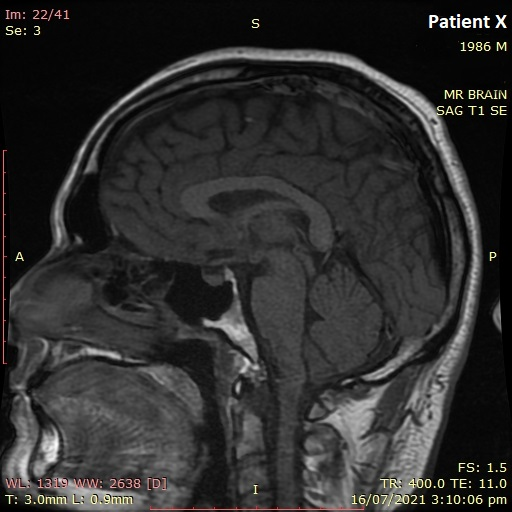 Im: 22/41
Se: 3
S
Patient X
1986 M
MR BRAIN
SAG T1 SE
A
P
WL: 1319 WW: 2638 [D]
T: 3.0mm L: 0.9mm
I
FS: 1.5
TR: 400.0 TE: 11.0
16/07/2021 3:10:06 pm